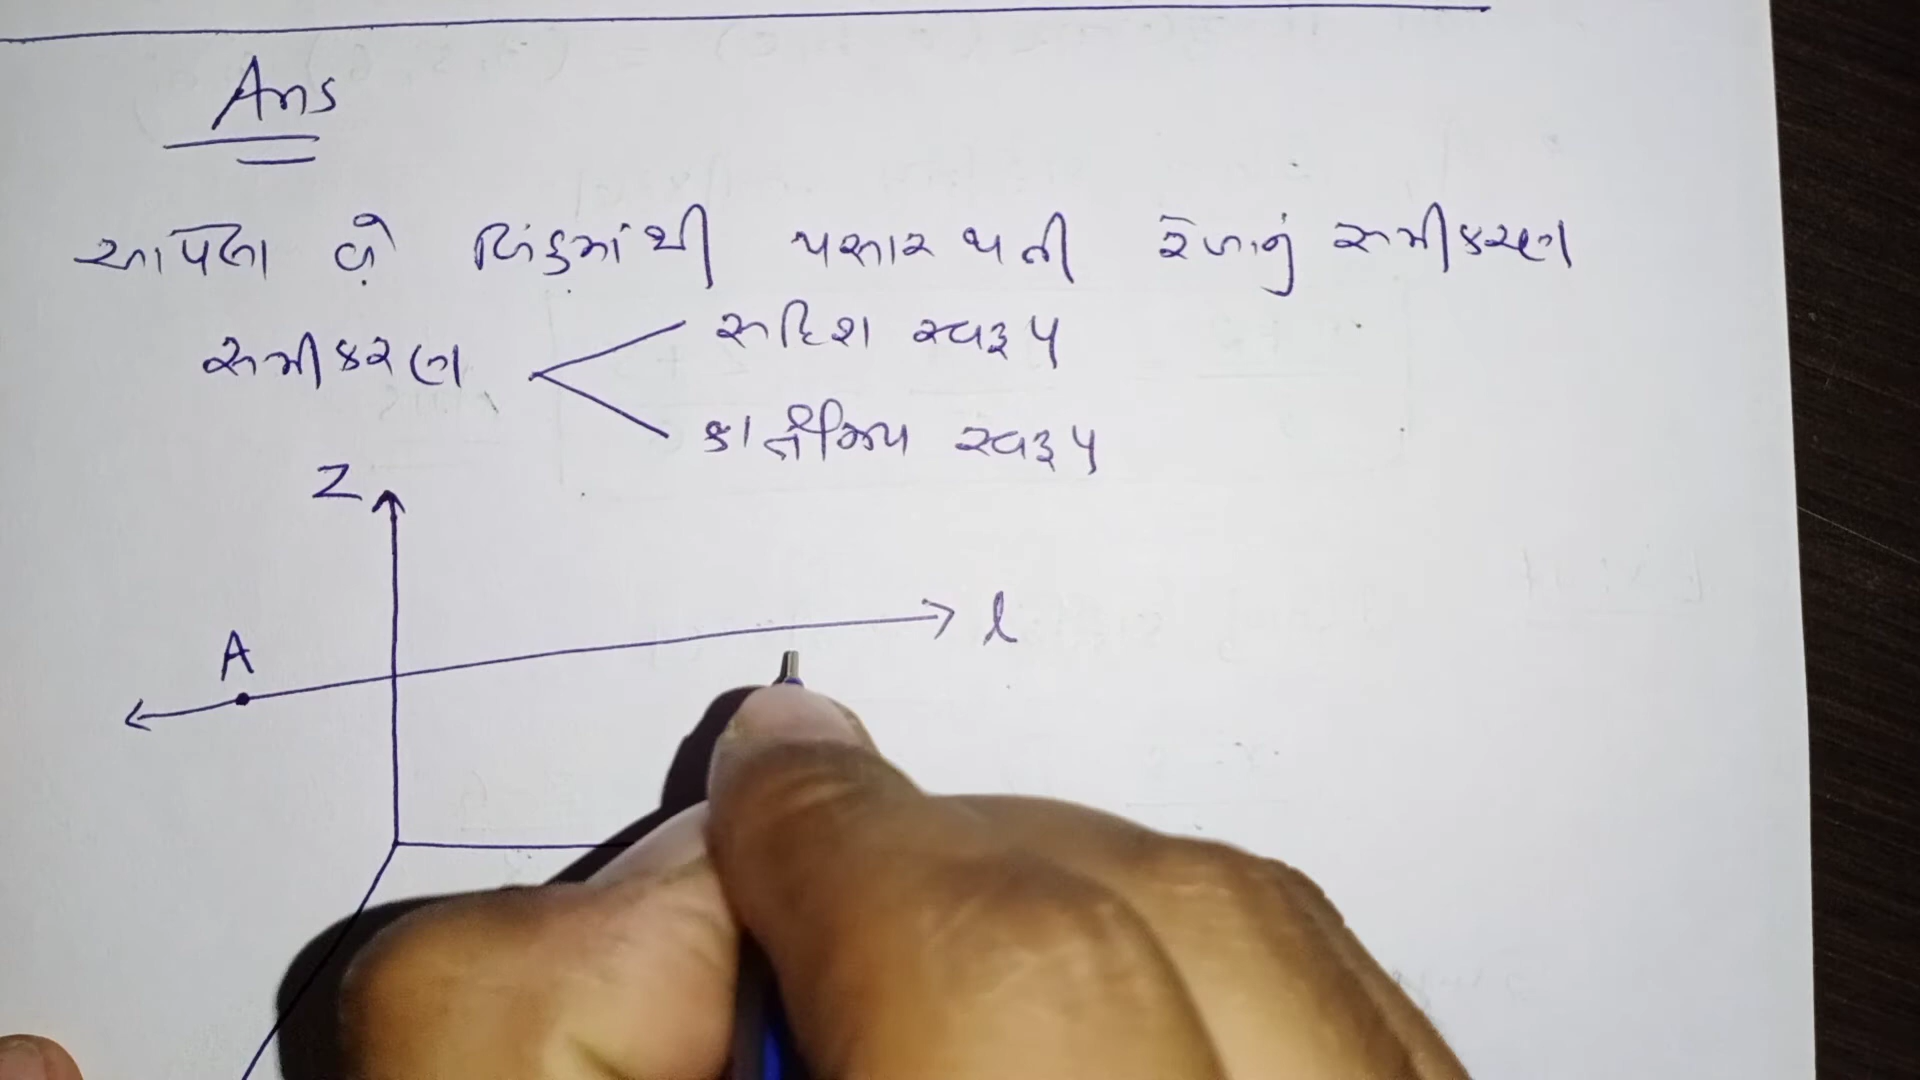 Ans
આપેલા બે બિંદુમાંથી પસાર થતી રેખાનું સમીકરણ
સમીકરણ
સદિશ સ્વરૂપ
કાર્તેઝિય સ્વરૂપ
Z
l
A